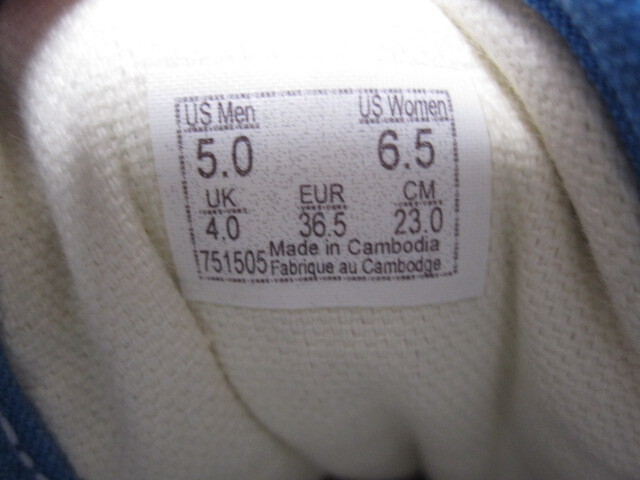 US Men US Women
5.0 6.5
UK EUR CM
4.0 36.5 23.0
Made in Cambodia
751505 Fabrique au Cambodge